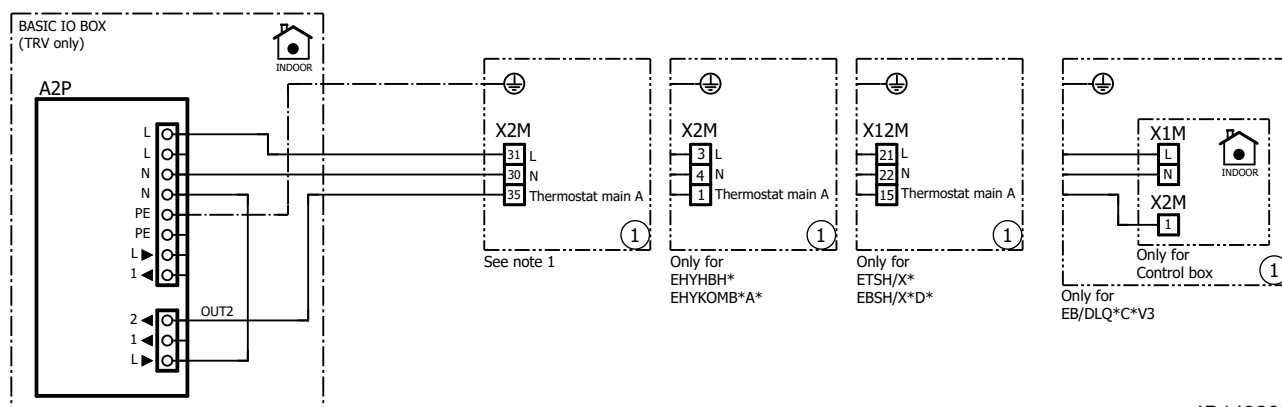 BASIC IO BOX
(TRV only)
INDOOR
A2P
L
L
N
N
PE
PE
L
1
2
1
L
OUT2
X2M
31 L
30 N
35 Thermostat main A
1
See note 1
X2M
3 L
4 N
1 Thermostat main A
1
Only for
EHYHBH*
EHYKOMB*A*
X12M
21 L
22 N
15 Thermostat main A
1
Only for
ETSH/X*
EBSH/X*D*
X1M
L
N
INDOOR
X2M
1
Only for
Control box
1
Only for
EB/DLQ*C*V3